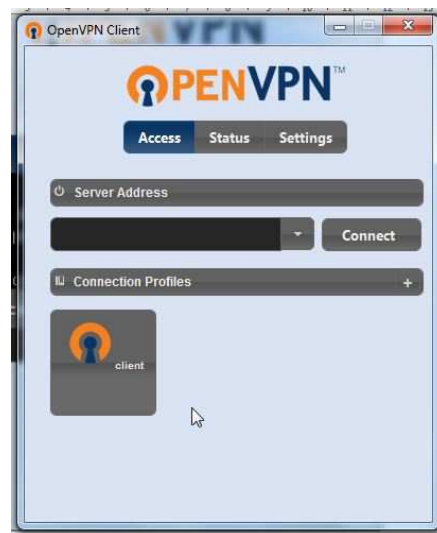 OpenVPN Client
OPENVPN™
Access Status Settings
Server Address
Connect
Connection Profiles +
client